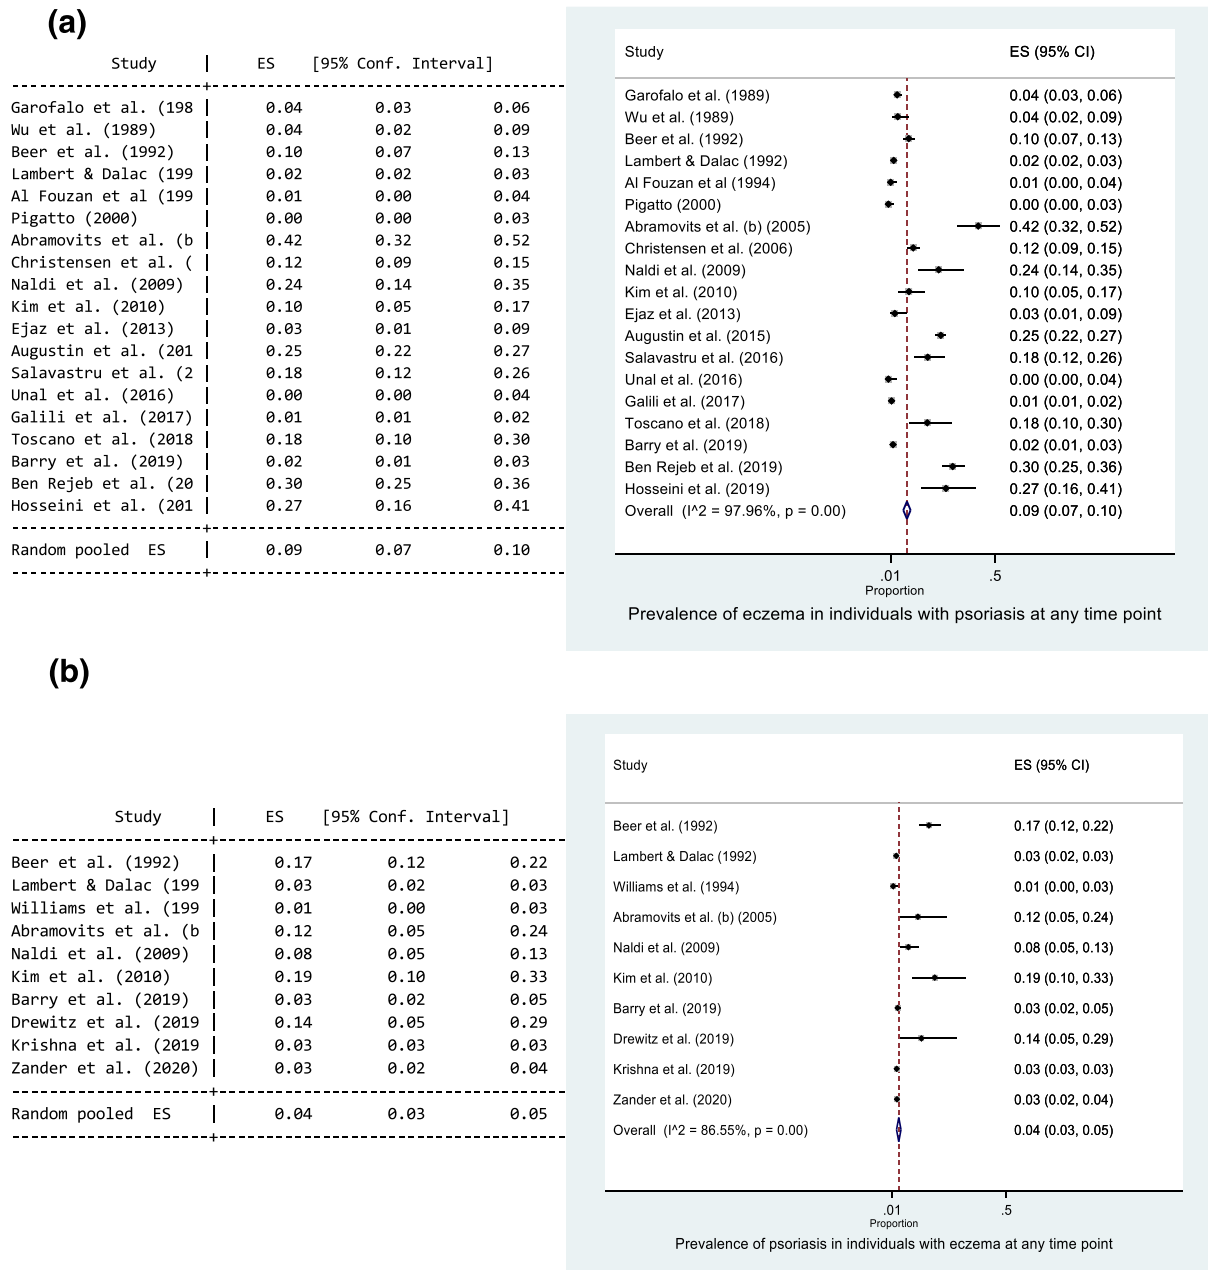 (a)
Study | ES [95% Conf. Interval]
Garofalo et al. (198 | 0.04 0.03 0.06
Wu et al. (1989) | 0.04 0.02 0.09
Beer et al. (1992) | 0.10 0.07 0.13
Lambert & Dalac (199 | 0.02 0.02 0.03
Al Fouzan et al (199 | 0.01 0.00 0.04
Pigatto (2000) | 0.00 0.00 0.03
Abramovits et al. (b | 0.42 0.32 0.52
Christensen et al. ( | 0.12 0.09 0.15
Naldi et al. (2009) | 0.24 0.14 0.35
Kim et al. (2010) | 0.10 0.05 0.17
Ejaz et al. (2013) | 0.03 0.01 0.09
Augustin et al. (201 | 0.25 0.22 0.27
Salavastru et al. (2 | 0.18 0.12 0.26
Unal et al. (2016) | 0.00 0.00 0.04
Galili et al. (2017) | 0.01 0.01 0.02
Toscano et al. (2018 | 0.18 0.10 0.30
Barry et al. (2019) | 0.02 0.01 0.03
Ben Rejeb et al. (20 | 0.30 0.25 0.36
Hosseini et al. (201 | 0.27 0.16 0.41
Random pooled ES | 0.09 0.07 0.10
Study ES (95% CI)
Garofalo et al. (1989) 0.04 (0.03, 0.06)
Wu et al. (1989) 0.04 (0.02, 0.09)
Beer et al. (1992) 0.10 (0.07, 0.13)
Lambert & Dalac (1992) 0.02 (0.02, 0.03)
Al Fouzan et al (1994) 0.01 (0.00, 0.04)
Pigatto (2000) 0.00 (0.00, 0.03)
Abramovits et al. (b) (2005) 0.42 (0.32, 0.52)
Christensen et al. (2006) 0.12 (0.09, 0.15)
Naldi et al. (2009) 0.24 (0.14, 0.35)
Kim et al. (2010) 0.10 (0.05, 0.17)
Ejaz et al. (2013) 0.03 (0.01, 0.09)
Augustin et al. (2015) 0.25 (0.22, 0.27)
Salavastru et al. (2016) 0.18 (0.12, 0.26)
Unal et al. (2016) 0.00 (0.00, 0.04)
Galili et al. (2017) 0.01 (0.01, 0.02)
Toscano et al. (2018) 0.18 (0.10, 0.30)
Barry et al. (2019) 0.02 (0.01, 0.03)
Ben Rejeb et al. (2019) 0.30 (0.25, 0.36)
Hosseini et al. (2019) 0.27 (0.16, 0.41)
Overall (I^2 = 97.96%, p = 0.00) 0.09 (0.07, 0.10)
.01 .5
Proportion
Prevalence of eczema in individuals with psoriasis at any time point
(b)
Study | ES [95% Conf. Interval]
Beer et al. (1992) | 0.17 0.12 0.22
Lambert & Dalac (199 | 0.03 0.02 0.03
Williams et al. (199 | 0.01 0.00 0.03
Abramovits et al. (b | 0.12 0.05 0.24
Naldi et al. (2009) | 0.08 0.05 0.13
Kim et al. (2010) | 0.19 0.10 0.33
Barry et al. (2019) | 0.03 0.02 0.05
Drewitz et al. (2019 | 0.14 0.05 0.29
Krishna et al. (2019 | 0.03 0.03 0.03
Zander et al. (2020) | 0.03 0.02 0.04
Random pooled ES | 0.04 0.03 0.05
Study ES (95% CI)
Beer et al. (1992) 0.17 (0.12, 0.22)
Lambert & Dalac (1992) 0.03 (0.02, 0.03)
Williams et al. (1994) 0.01 (0.00, 0.03)
Abramovits et al. (b) (2005) 0.12 (0.05, 0.24)
Naldi et al. (2009) 0.08 (0.05, 0.13)
Kim et al. (2010) 0.19 (0.10, 0.33)
Barry et al. (2019) 0.03 (0.02, 0.05)
Drewitz et al. (2019) 0.14 (0.05, 0.29)
Krishna et al. (2019) 0.03 (0.03, 0.03)
Zander et al. (2020) 0.03 (0.02, 0.04)
Overall (I^2 = 86.55%, p = 0.00) 0.04 (0.03, 0.05)
.01 .5
Proportion
Prevalence of psoriasis in individuals with eczema at any time point